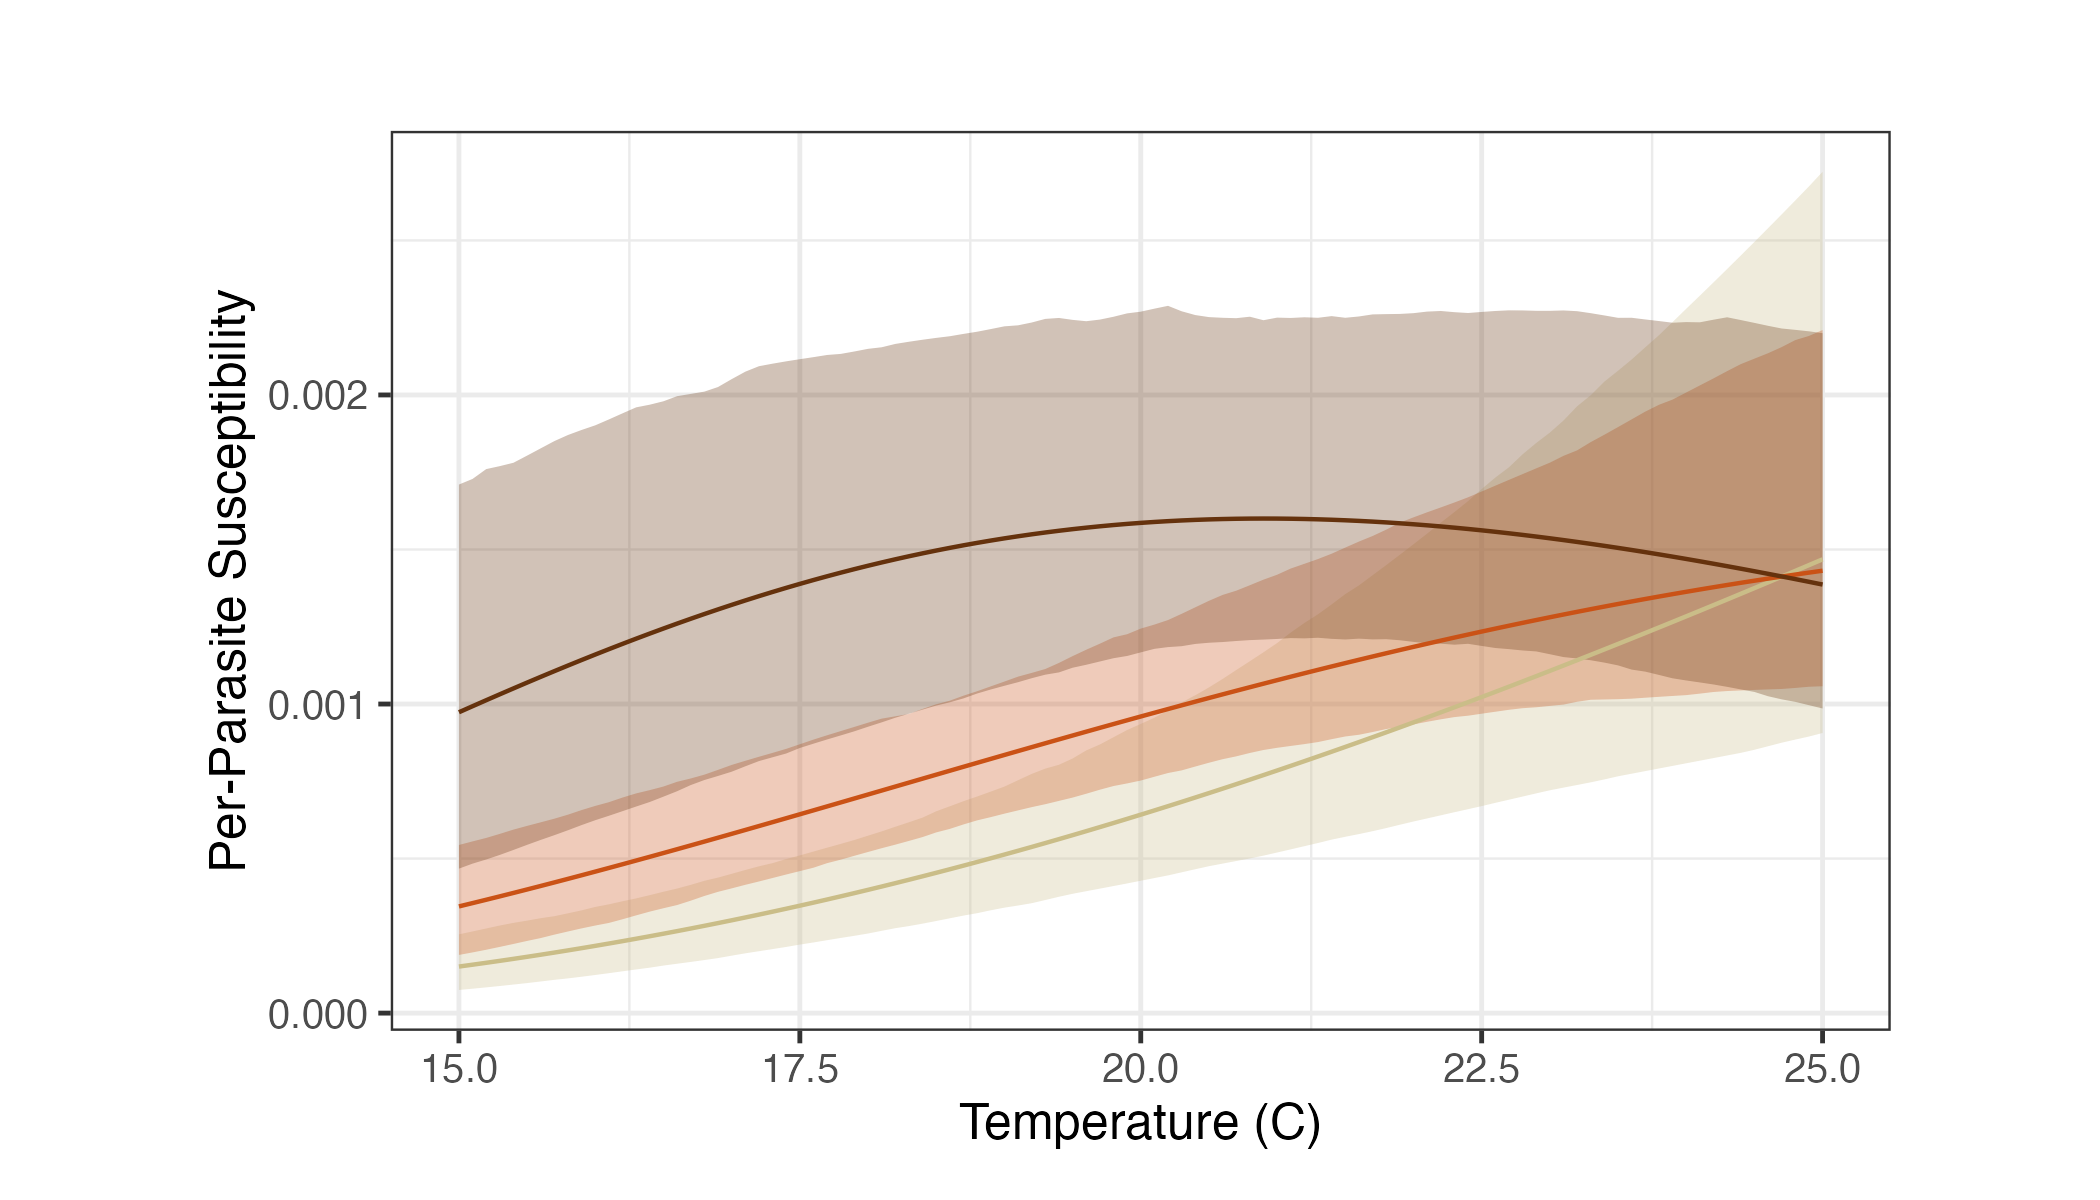 Per-Parasite Susceptibility
0.002
0.001
0.000
15.0 17.5 20.0 22.5 25.0
Temperature (C)